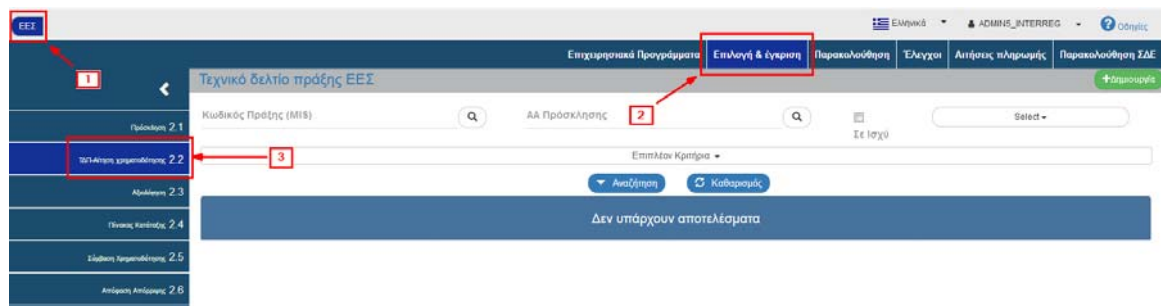 ΕΕΣ
Ελληνικά
ADMIN5_INTERREG
Οδηγίες
Επιχειρησιακά Προγράμματα
Επιλογή & έγκριση
Παρακολούθηση
Έλεγχοι
Αιτήσεις πληρωμής
Παρακολούθηση ΣΔΕ
1
Τεχνικό δελτίο πράξης ΕΕΣ
+Δημιουργία
Κωδικός Πράξης (MIS)
ΑΑ Πρόσκλησης
2
Σε Ισχύ
Select
Πρόσκληση 2.1
ΤΔΠ-Αίτηση χρηματοδότησης 2.2
3
Επιπλέον Κριτήρια
Αναζήτηση
Καθαρισμός
Αξιολόγηση 2.3
Δεν υπάρχουν αποτελέσματα
Πίνακας Κατάταξης 2.4
Σύμβαση Χρηματοδότησης 2.5
Απόφαση Απόρριψης 2.6